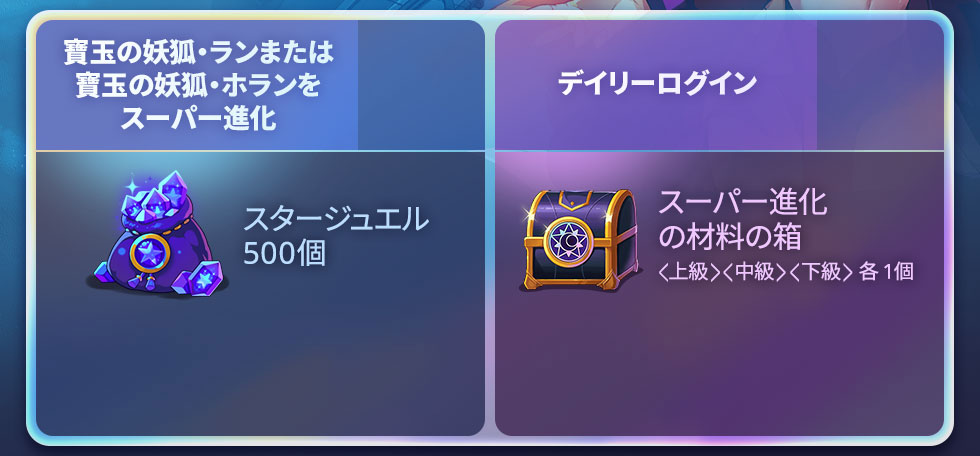 寶玉の妖狐・ランまたは
寶玉の妖狐・ホランを
スーパー進化
スタージュエル
500個
デイリーログイン
スーパー進化
の材料の箱
〈上級〉〈中級〉〈下級〉 各1個